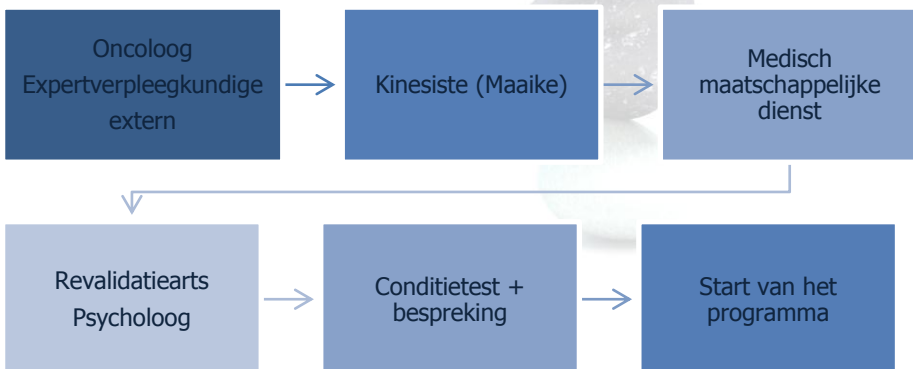 Oncoloog
Expertverpleegkundige
extern
Kinesiste (Maaike)
Medisch
maatschappelijke
dienst
Revalidatiearts
Psycholoog
Conditietest +
bespreking
Start van het
programma